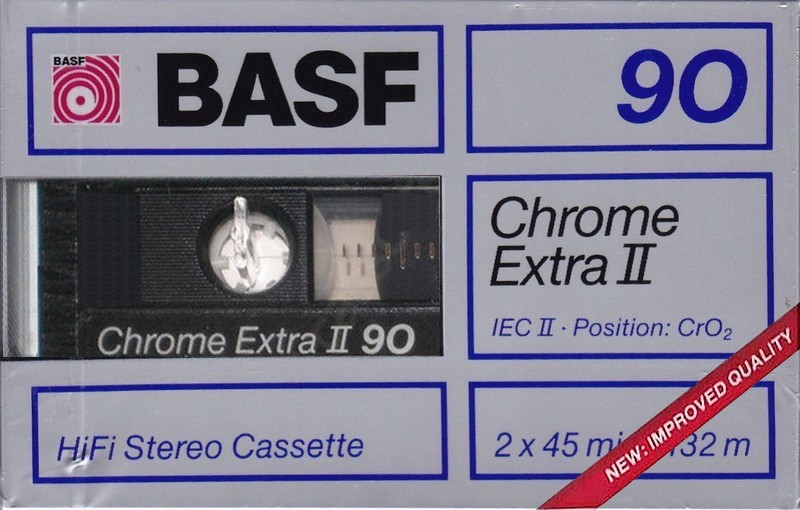 BASF
BASF
90
Chrome
Extra II
IEC II · Position: CrO₂
Chrome Extra II 90
HiFi Stereo Cassette
2 x 45 min 132 m
NEW: IMPROVED QUALITY